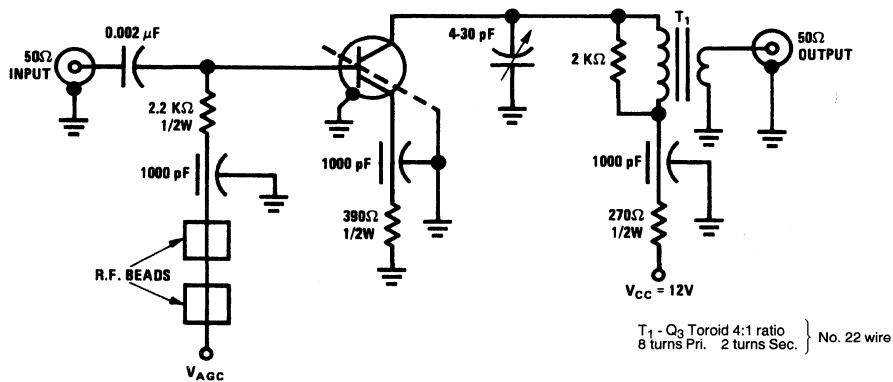 50Ω
INPUT
0.002 µF
2.2 KΩ
1/2W
1000 pF
R.F. BEADS
VAGC
1000 pF
390Ω
1/2W
4-30 pF
2 KΩ
T1
50Ω
OUTPUT
1000 pF
270Ω
1/2W
VCC = 12V
T1 - Q3 Toroid 4:1 ratio
8 turns Pri. 2 turns Sec.
No. 22 wire